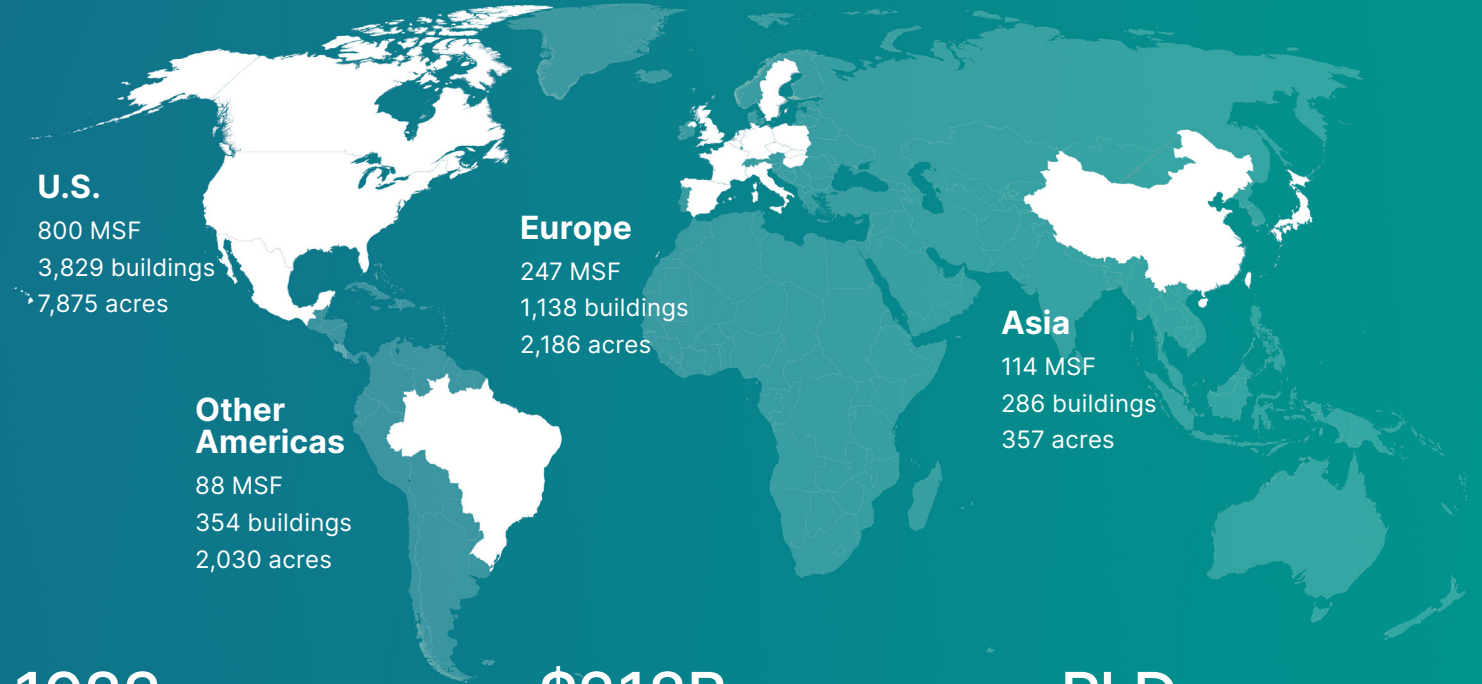 U.S.
800 MSF
3,829 buildings
7,875 acres
Europe
247 MSF
1,138 buildings
2,186 acres
Asia
114 MSF
286 buildings
357 acres
Other
Americas
88 MSF
354 buildings
2,030 acres